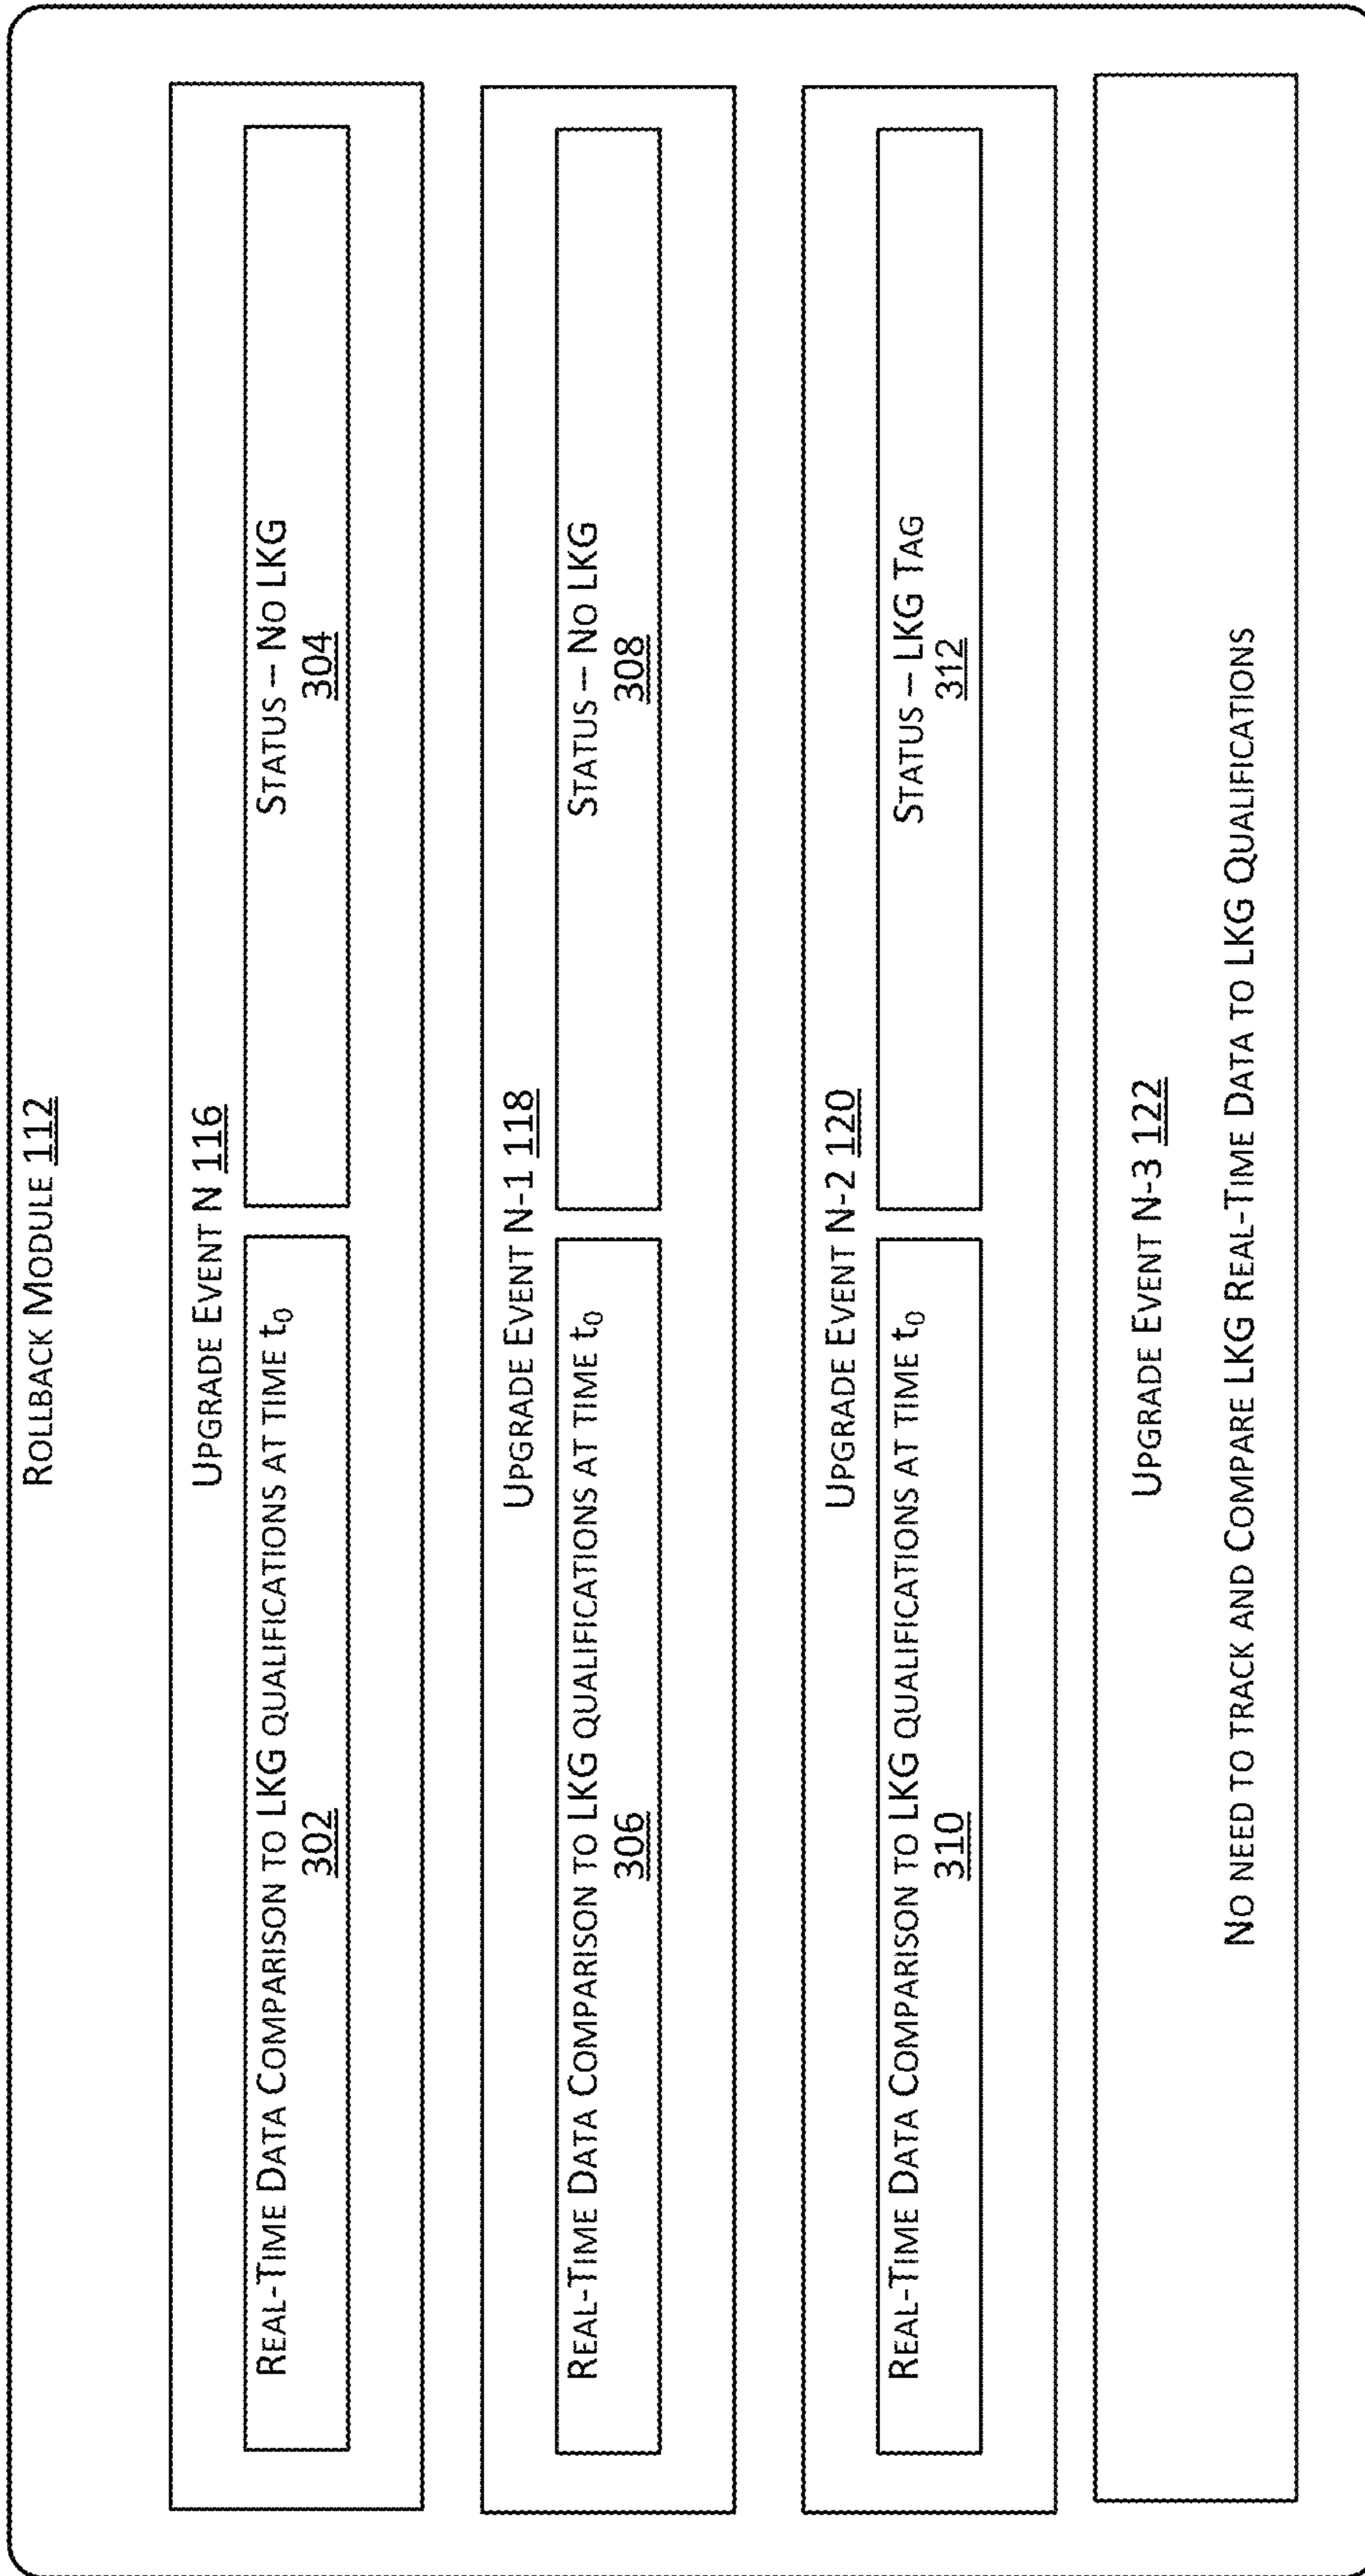 ROLLBACK MODULE 112
UPGRADE EVENT N 116
REAL-TIME DATA COMPARISON TO LKG QUALIFICATIONS AT TIME t₀
302
STATUS – NO LKG
304
UPGRADE EVENT N-1 118
REAL-TIME DATA COMPARISON TO LKG QUALIFICATIONS AT TIME t₀
306
STATUS – NO LKG
308
UPGRADE EVENT N-2 120
REAL-TIME DATA COMPARISON TO LKG QUALIFICATIONS AT TIME t₀
310
STATUS – LKG TAG
312
UPGRADE EVENT N-3 122
NO NEED TO TRACK AND COMPARE LKG REAL-TIME DATA TO LKG QUALIFICATIONS